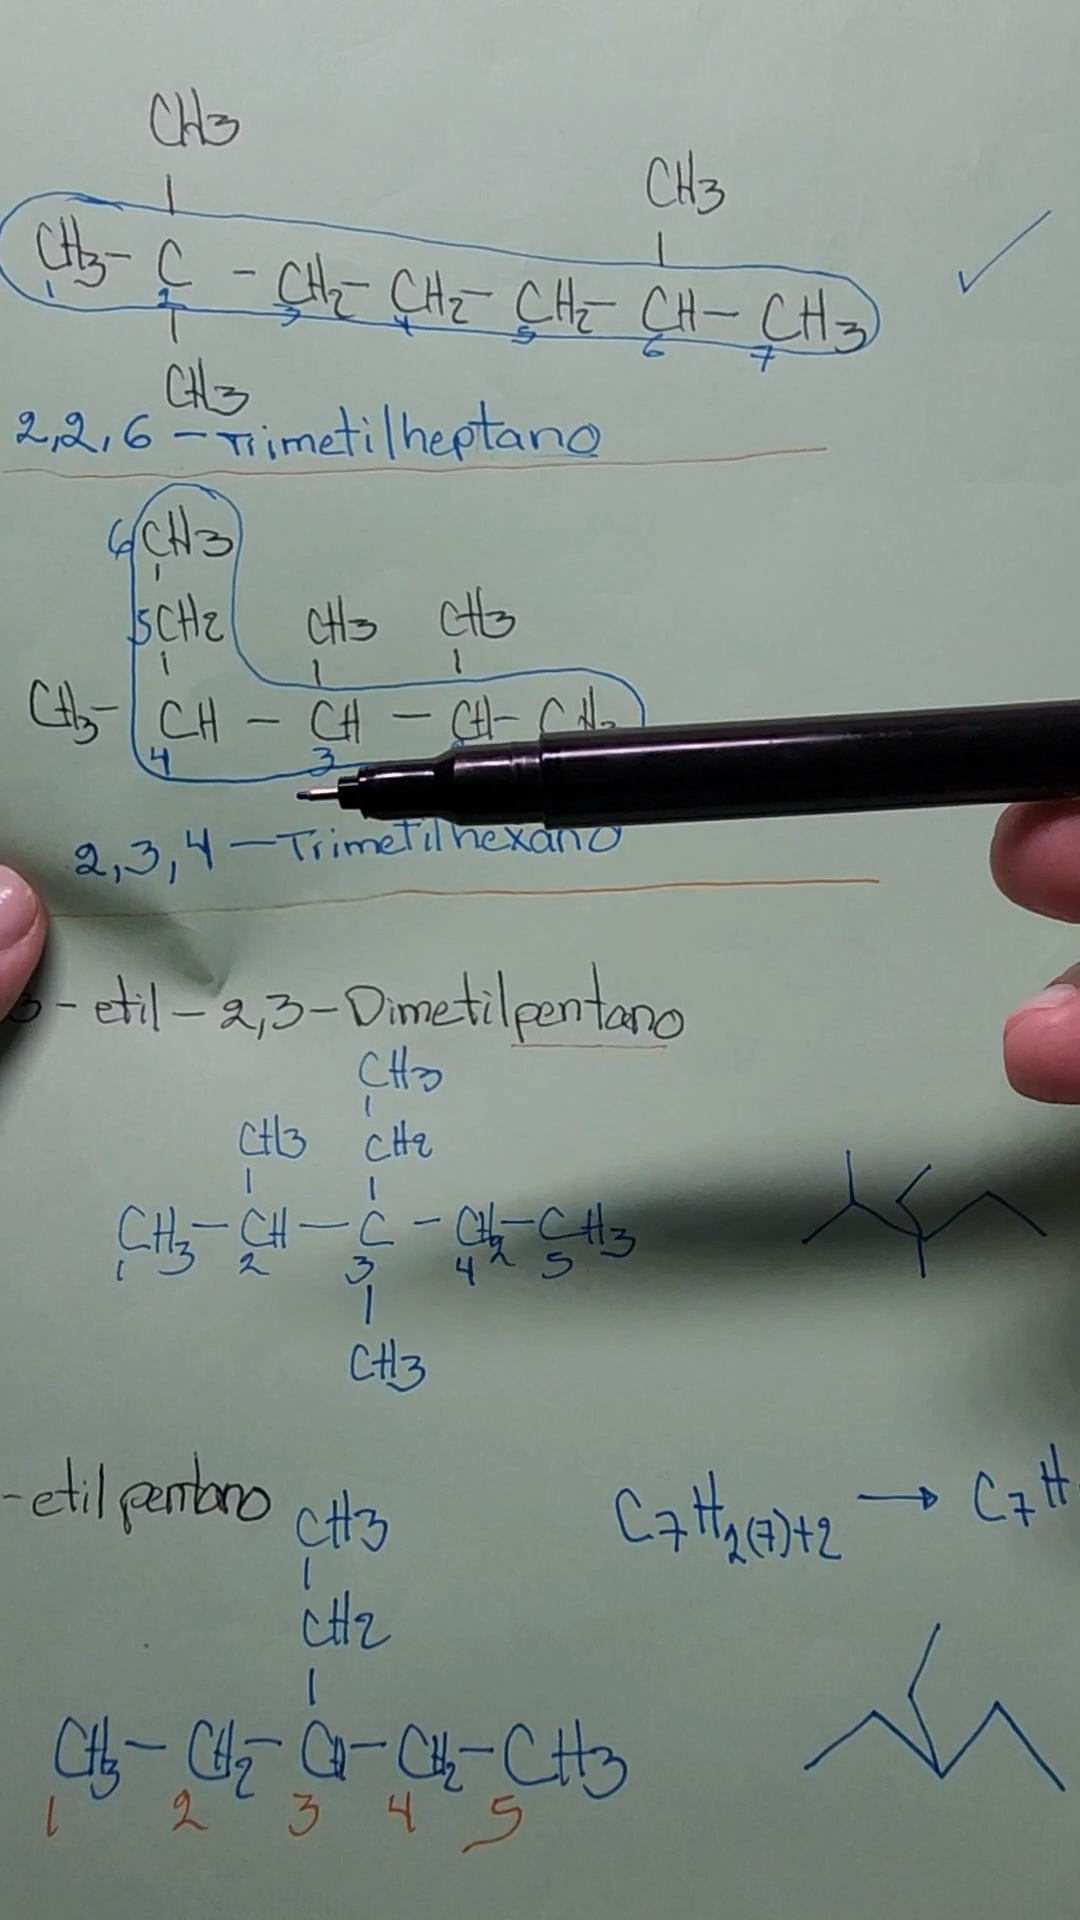 CH3
CH3
CH3 - C - CH2 - CH2 - CH2 - CH - CH3
1 2 3 4 5 6 7
CH3
2,2,6 - Trimetilheptano
6 CH3
5 CH2 CH3 CH3
CH3 - CH - CH - CH - CH3
4 3
2,3,4 - Trimetilhexano
3 - etil - 2,3 - Dimetilpentano
CH3
CH3 CH2
CH3 - CH - C - CH2 - CH3
1 2 3 4 5
CH3
- etilpentano
CH3
C7H2(7)+2 → C7H
CH2
CH3 - CH2 - CH - CH2 - CH3
1 2 3 4 5